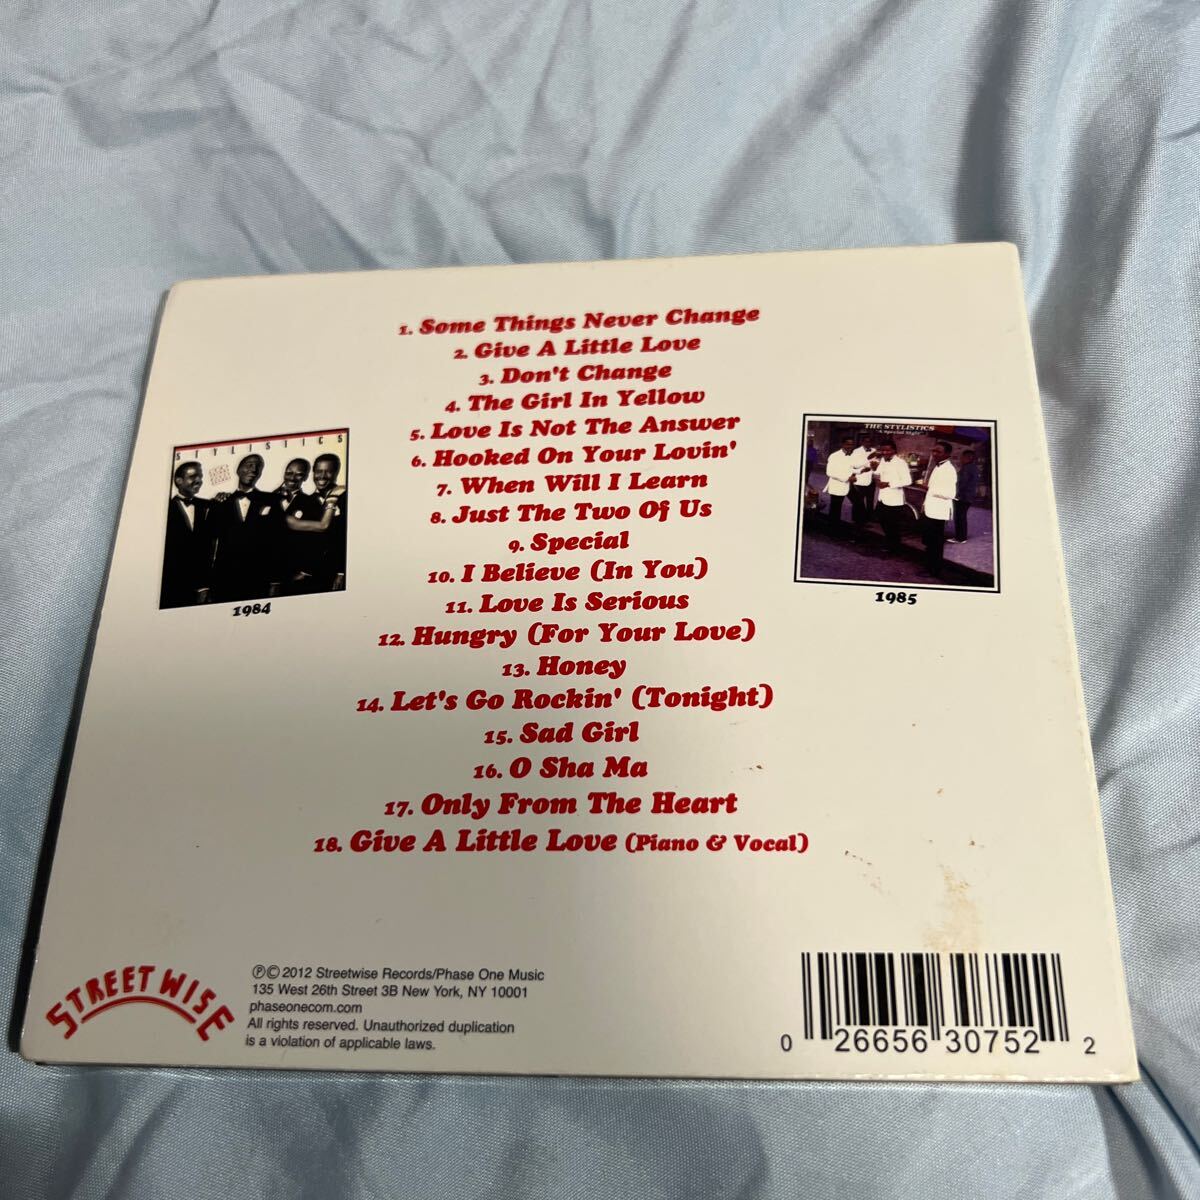 1. Some Things Never Change
2. Give A Little Love
3. Don't Change
4. The Girl In Yellow
5. Love Is Not The Answer
6. Hooked On Your Lovin'
7. When Will I Learn
8. Just The Two Of Us
9. Special
10. I Believe (In You)
11. Love Is Serious
12. Hungry (For Your Love)
13. Honey
14. Let's Go Rockin' (Tonight)
15. Sad Girl
16. O Sha Ma
17. Only From The Heart
18. Give A Little Love (Piano & Vocal)
STYLISTICS
1984
THE STYLISTICS
1985
STREETWISE
℗© 2012 Streetwise Records/Phase One Music
135 West 26th Street 3B New York, NY 10001
phaseonecom.com
All rights reserved. Unauthorized duplication
is a violation of applicable laws.
0 26656 30752 2